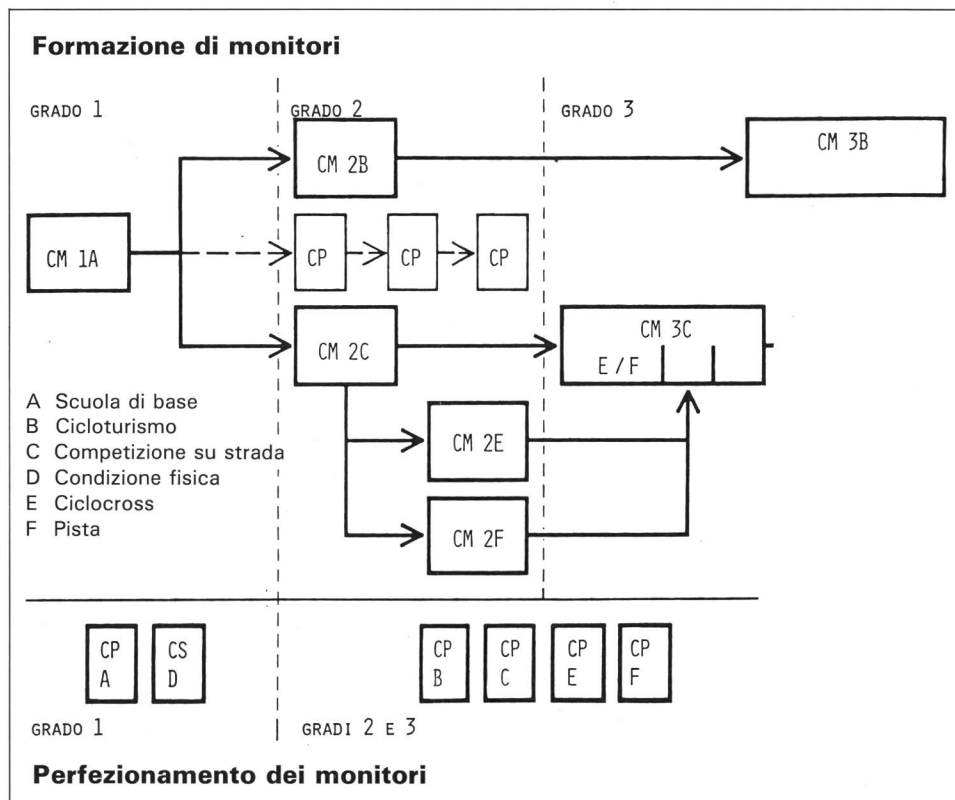 Formazione di monitori
GRADO 1
GRADO 2
GRADO 3
CM 2B
CM 3B
CM 1A
CP
CP
CP
CM 2C
CM 3C
E/F
A Scuola di base
B Cicloturismo
C Competizione su strada
D Condizione fisica
E Ciclocross
F Pista
CM 2E
CM 2F
CP
A
CS
D
CP
B
CP
C
CP
E
CP
F
GRADO 1
GRADI 2 E 3
Perfezionamento dei monitori